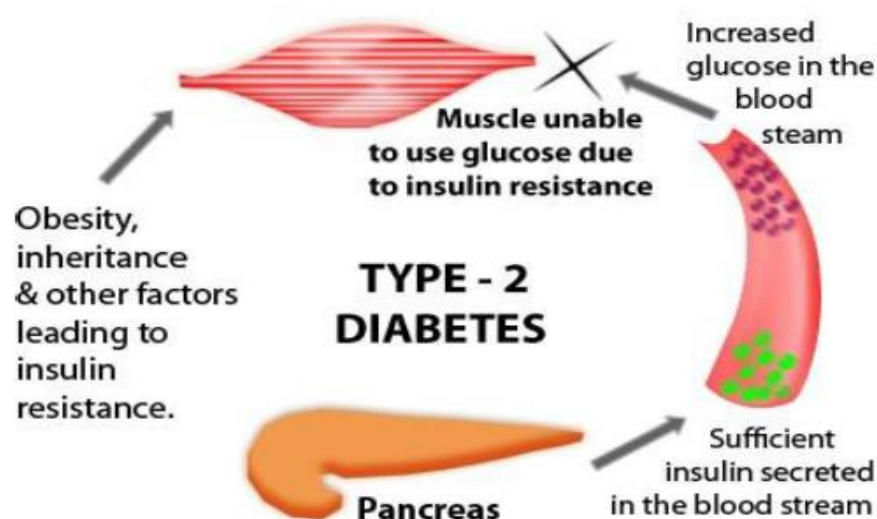 Increased
glucose in the
blood
steam
Muscle unable
to use glucose due
to insulin resistance
Obesity,
inheritance
& other factors
leading to
insulin
resistance.
TYPE - 2
DIABETES
Pancreas
Sufficient
insulin secreted
in the blood stream